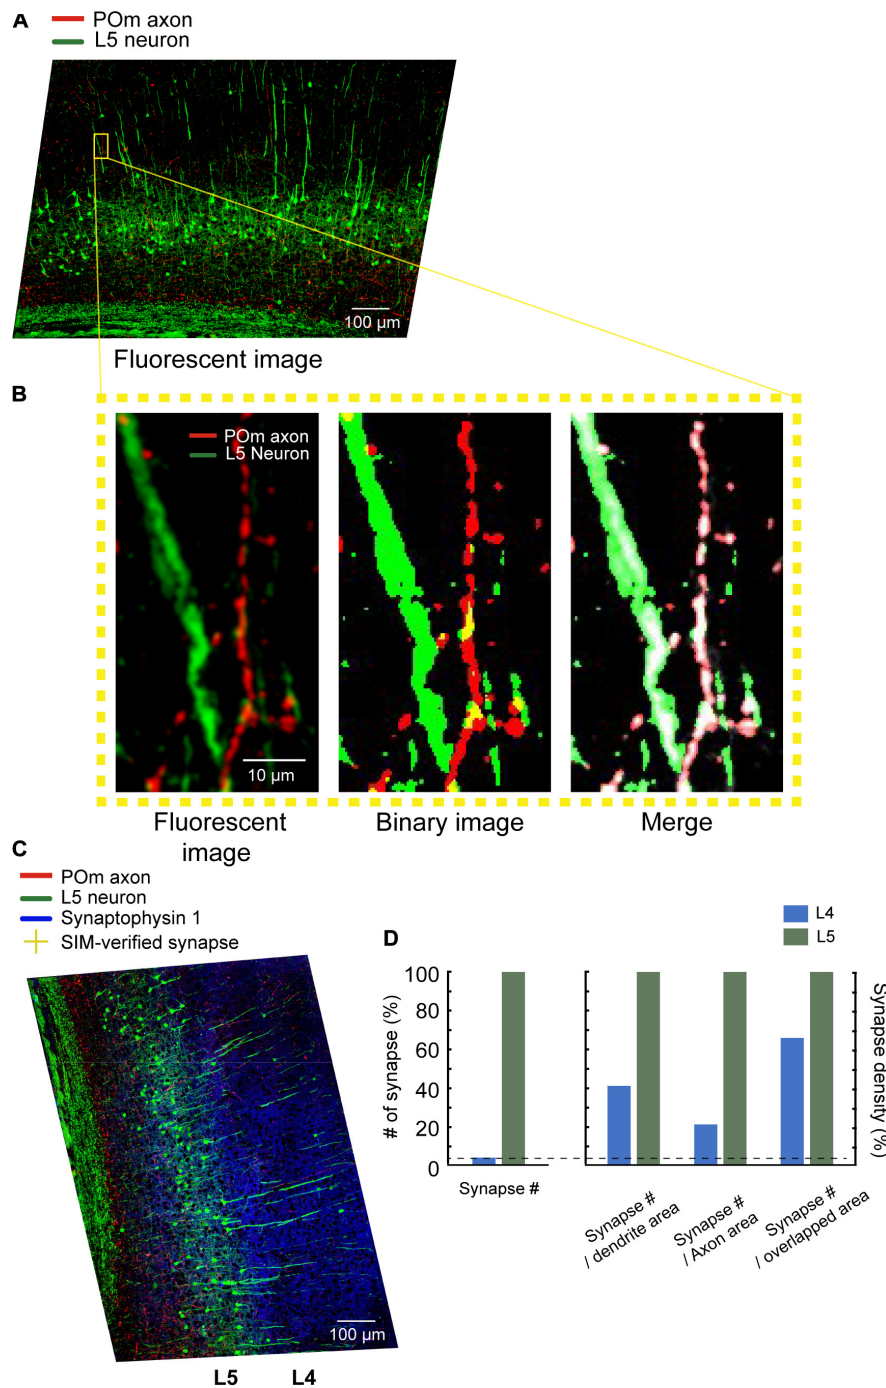 A
POm axon
L5 neuron
100 µm
Fluorescent image
B
POm axon
L5 Neuron
10 µm
Fluorescent
image
Binary image
Merge
C
POm axon
L5 neuron
Synaptophysin 1
SIM-verified synapse
100 µm
L5
L4
D
L4
L5
# of synapse (%)
100
80
60
40
20
0
Synapse density (%)
Synapse #
Synapse #
/ dendrite area
Synapse #
/ Axon area
Synapse #
/ overlapped area